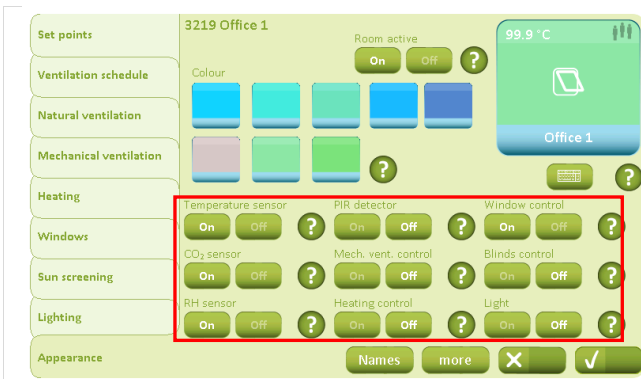 3219 Office 1
Set points
Ventilation schedule
Natural ventilation
Mechanical ventilation
Heating
Windows
Sun screening
Lighting
Appearance
Room active
On Off ?
Colour
?
99.9 °C
Office 1
?
Temperature sensor PIR detector Window control
On Off ? On Off ? On Off ?
CO₂ sensor Mech. vent. control Blinds control
On Off ? On Off ? On Off ?
RH sensor Heating control Light
On Off ? On Off ? On Off ?
Names more